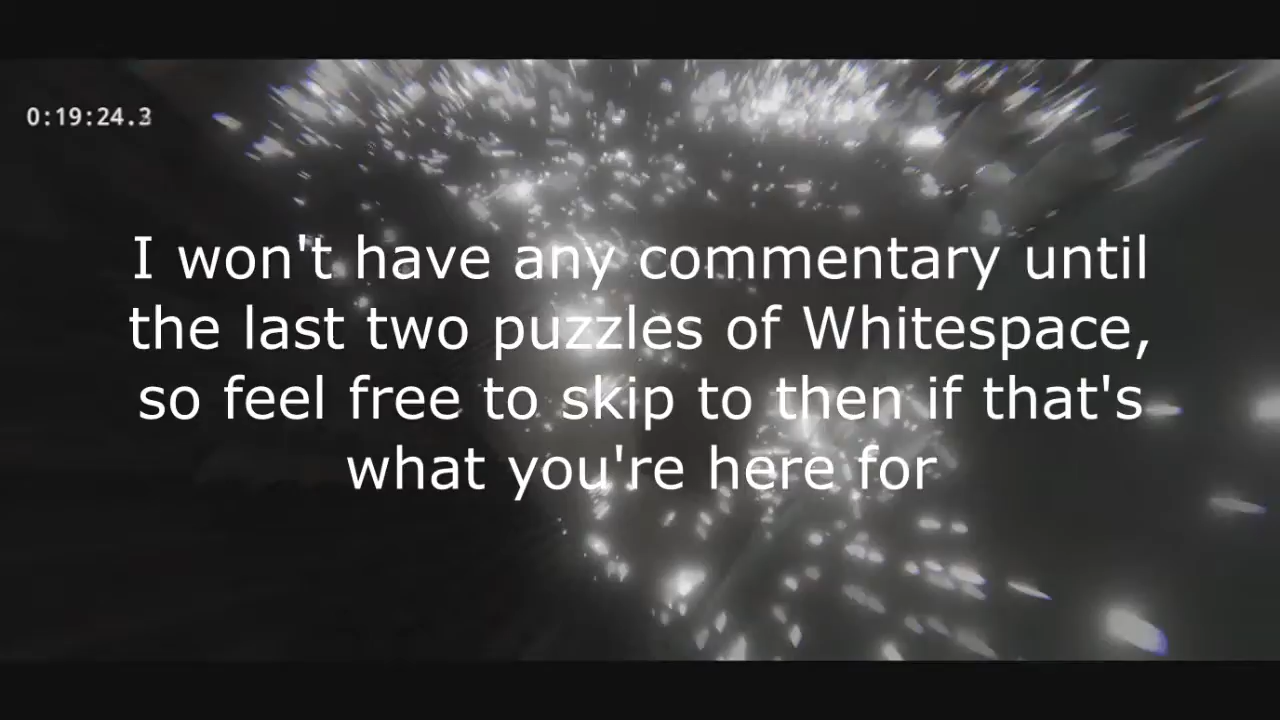 0:19:24.3
I won't have any commentary until
the last two puzzles of Whitespace,
so feel free to skip to then if that's
what you're here for